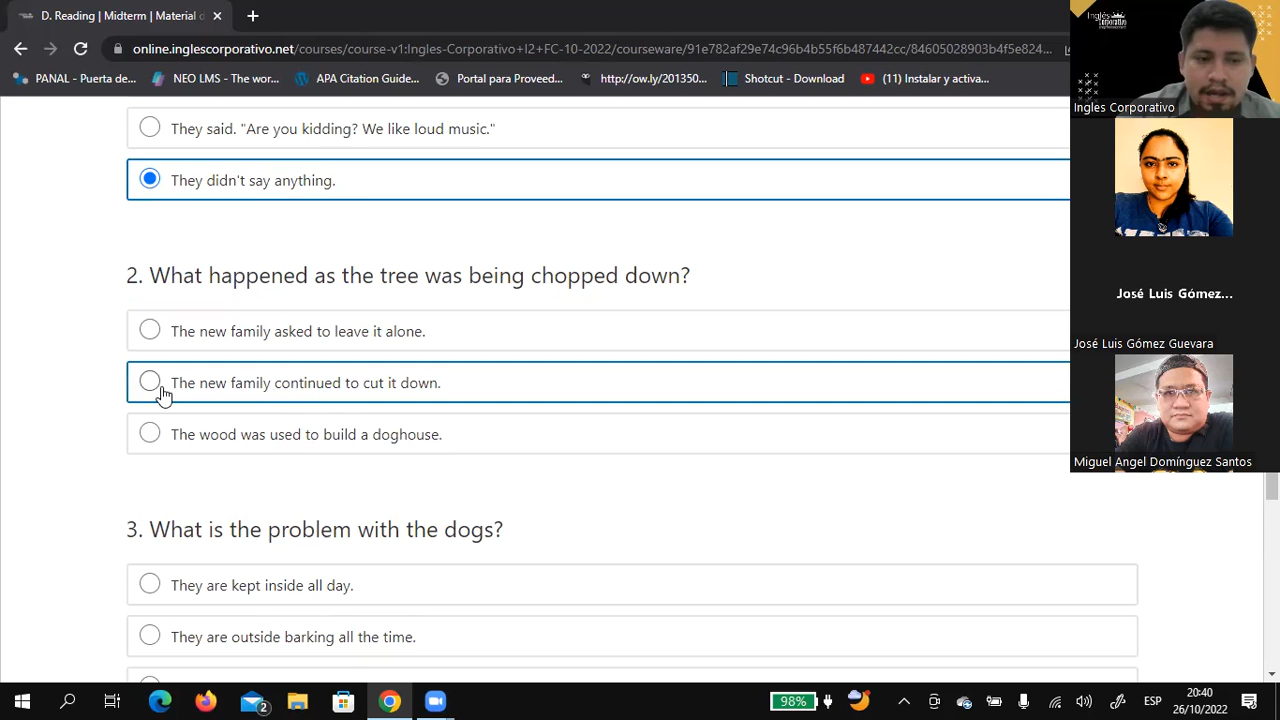 D. Reading | Midterm | Material d
online.inglescorporativo.net/courses/course-v1:Ingles-Corporativo+I2+FC-10-2022/courseware/91e782af29e74c96b4b55f6b487442cc/84605028903b4f5e824...
PANAL - Puerta de...
NEO LMS - The wor...
APA Citation Guide...
Portal para Proveed...
http://ow.ly/201350...
Shotcut - Download
(11) Instalar y activa...
They said. "Are you kidding? We like loud music."
They didn't say anything.
2. What happened as the tree was being chopped down?
The new family asked to leave it alone.
The new family continued to cut it down.
The wood was used to build a doghouse.
3. What is the problem with the dogs?
They are kept inside all day.
They are outside barking all the time.
Inglés
Ingles Corporativo
José Luis Gómez...
José Luis Gómez Guevara
Miguel Angel Domínguez Santos
2
98%
ESP
20:40
26/10/2022